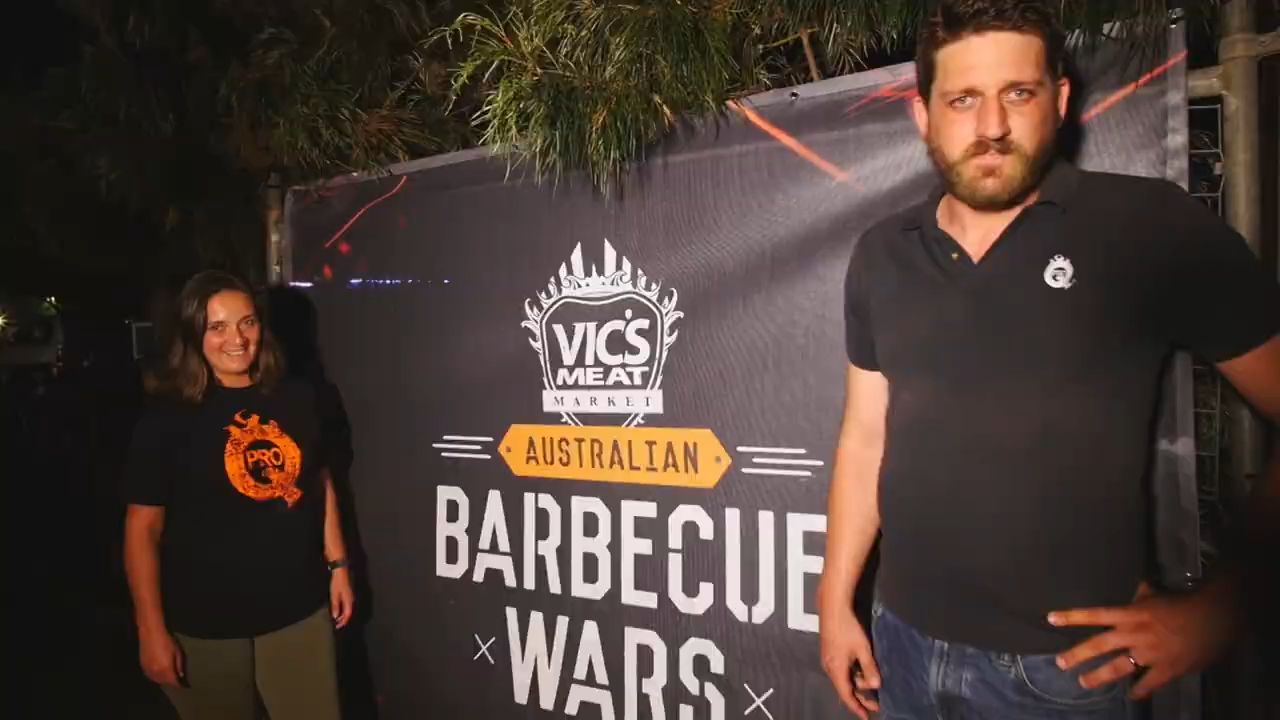 VIC'S
MEAT
MARKET
AUSTRALIAN
BARBECUE
WARS
PRO
Q